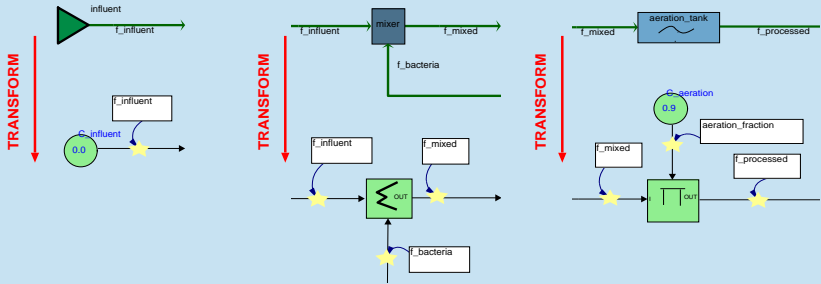 influent
f_influent
TRANSFORM
f_influent
C_influent
0.0
mixer
f_influent
f_mixed
f_bacteria
TRANSFORM
f_influent
f_mixed
OUT
f_bacteria
aeration_tank
f_mixed
f_processed
TRANSFORM
C_aeration
0.9
aeration_fraction
f_mixed
f_processed
I
OUT